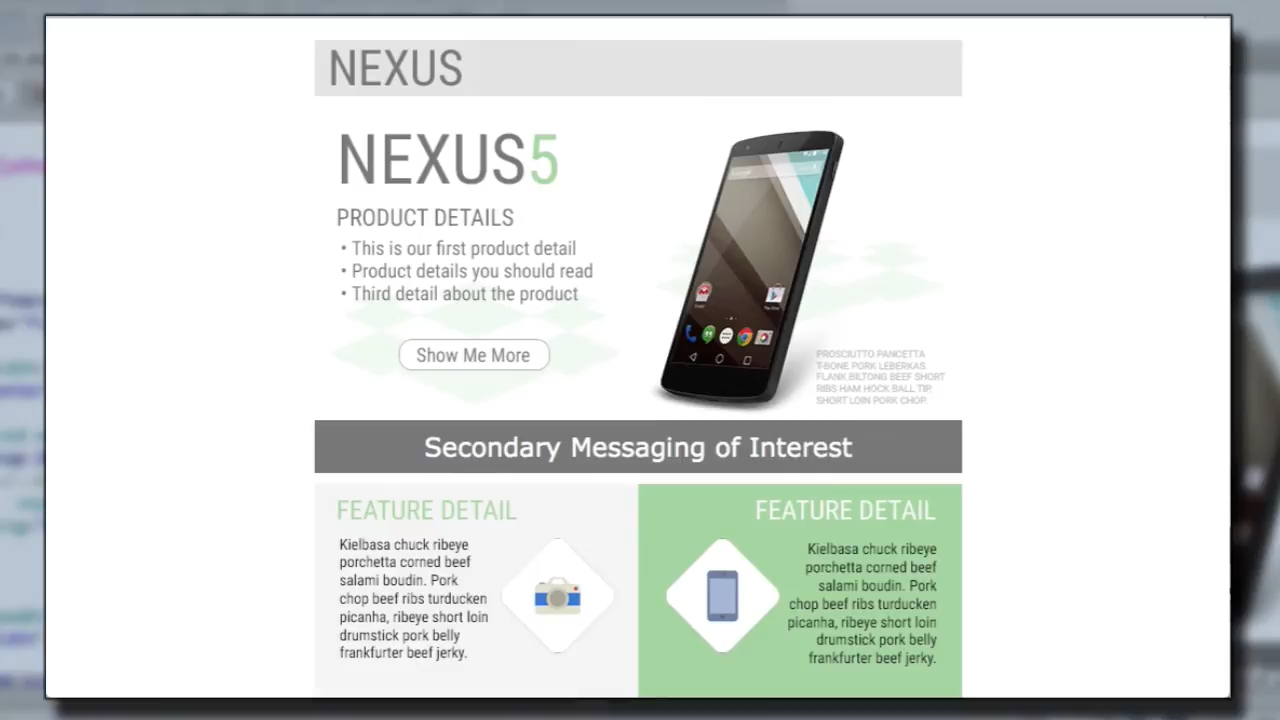 NEXUS
NEXUS5
PRODUCT DETAILS
• This is our first product detail
• Product details you should read
• Third detail about the product
Show Me More
PROSCIUTTO PANCETTA
T-BONE PORK LEBERKAS.
FLANK BILTONG BEEF SHORT
RIBS HAM HOCK BALL TIP,
SHORT LOIN PORK CHOP.
Secondary Messaging of Interest
FEATURE DETAIL
Kielbasa chuck ribeye
porchetta corned beef
salami boudin. Pork
chop beef ribs turducken
picanha, ribeye short loin
drumstick pork belly
frankfurter beef jerky.
FEATURE DETAIL
Kielbasa chuck ribeye
porchetta corned beef
salami boudin. Pork
chop beef ribs turducken
picanha, ribeye short loin
drumstick pork belly
frankfurter beef jerky.